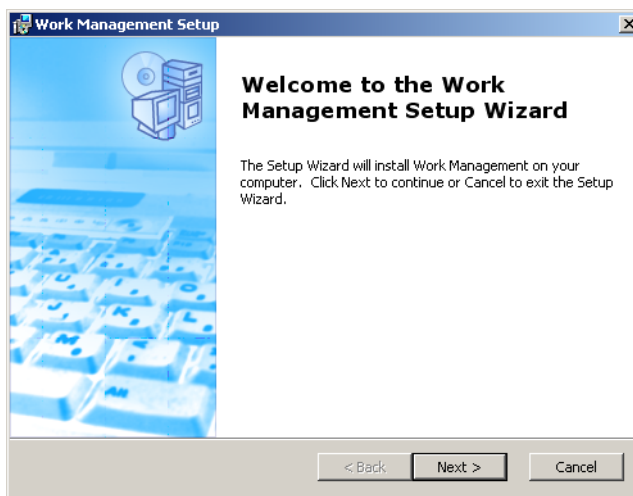 Work Management Setup
Welcome to the Work
Management Setup Wizard
The Setup Wizard will install Work Management on your
computer. Click Next to continue or Cancel to exit the Setup
Wizard.
< Back Next > Cancel